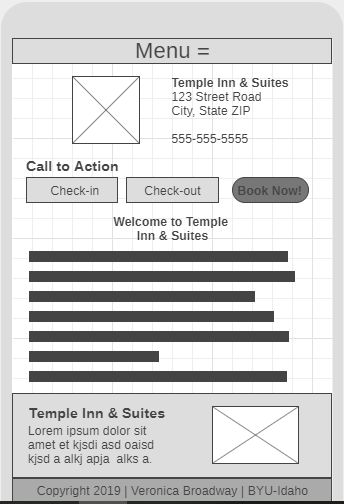 Menu =
Temple Inn & Suites
123 Street Road
City, State ZIP
555-555-5555
Call to Action
Check-in
Check-out
Book Now!
Welcome to Temple
Inn & Suites
Temple Inn & Suites
Lorem ipsum dolor sit
amet et kjsdi asd oaisd
kjsd a alkj apja  alks a.
Copyright 2019 | Veronica Broadway | BYU-Idaho